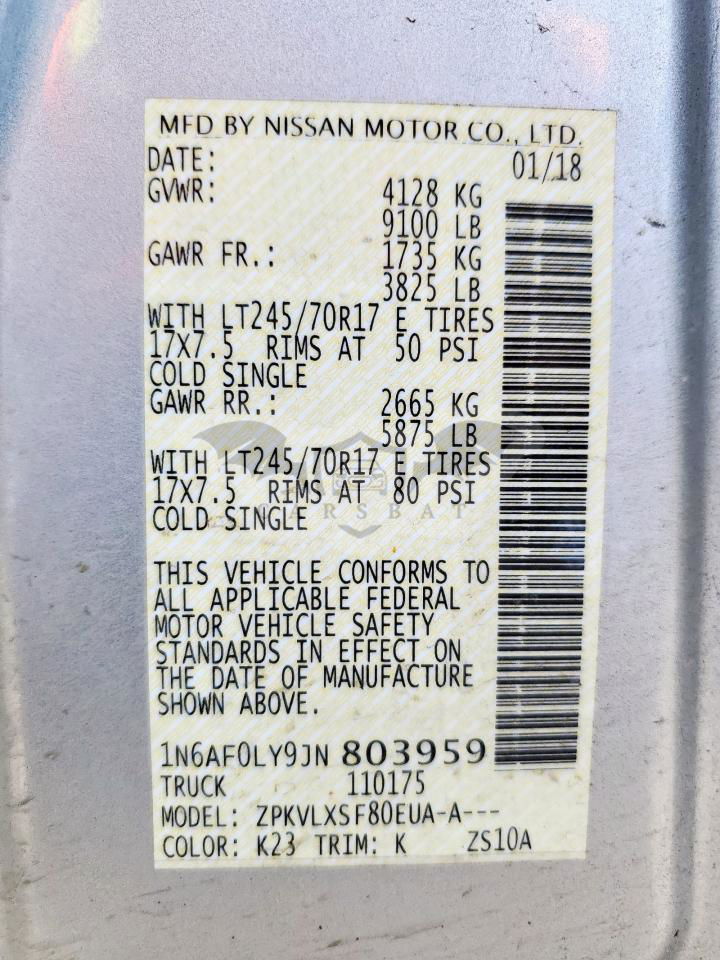 MFD BY NISSAN MOTOR CO., LTD.
DATE: 01/18
GVWR: 4128 KG
9100 LB
GAWR FR.: 1735 KG
3825 LB
WITH LT245/70R17 E TIRES
17X7.5 RIMS AT 50 PSI
COLD SINGLE
GAWR RR.: 2665 KG
5875 LB
WITH LT245/70R17 E TIRES
17X7.5 RIMS AT 80 PSI
CARSBAT
COLD SINGLE
THIS VEHICLE CONFORMS TO
ALL APPLICABLE FEDERAL
MOTOR VEHICLE SAFETY
STANDARDS IN EFFECT ON
THE DATE OF MANUFACTURE
SHOWN ABOVE.
1N6AF0LY9JN 803959
TRUCK 110175
MODEL: ZPKVLXSF80EUA-A---
COLOR: K23 TRIM: K ZS10A